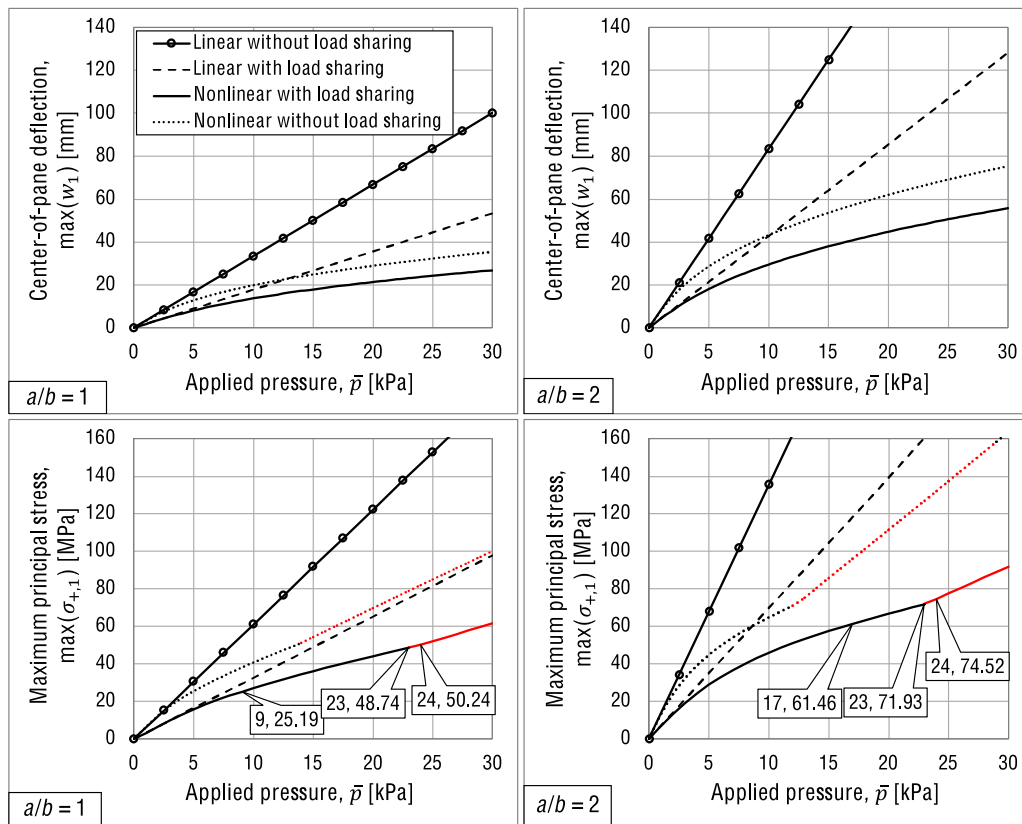 Center-of-pane deflection,
max(w₁) [mm]
140
120
100
80
60
40
20
0
Linear without load sharing
Linear with load sharing
Nonlinear with load sharing
Nonlinear without load sharing
0 5 10 15 20 25 30
Applied pressure, p̄ [kPa]
a/b = 1
Center-of-pane deflection,
max(w₁) [mm]
140
120
100
80
60
40
20
0
0 5 10 15 20 25 30
Applied pressure, p̄ [kPa]
a/b = 2
Maximum principal stress,
max(σ₊,₁) [MPa]
160
140
120
100
80
60
40
20
0
23, 48.74
24, 50.24
9, 25.19
0 5 10 15 20 25 30
Applied pressure, p̄ [kPa]
a/b = 1
Maximum principal stress,
max(σ₊,₁) [MPa]
160
140
120
100
80
60
40
20
0
24, 74.52
17, 61.46
23, 71.93
0 5 10 15 20 25 30
Applied pressure, p̄ [kPa]
a/b = 2